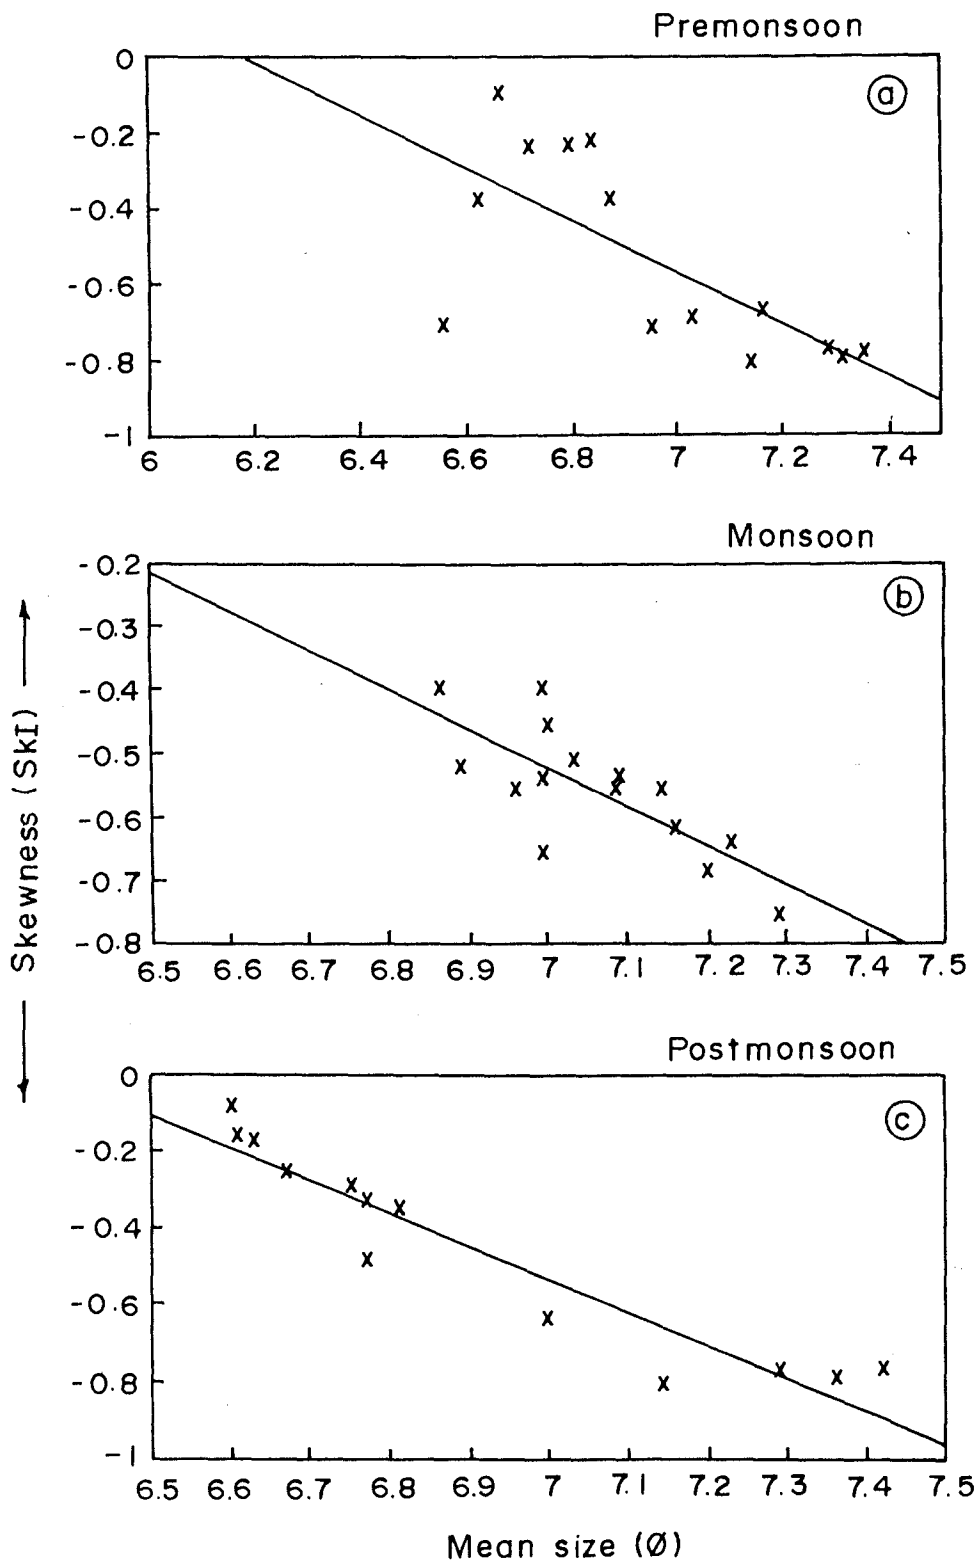 Premonsoon
a
0
-0.2
-0.4
-0.6
-0.8
-1
6 6.2 6.4 6.6 6.8 7 7.2 7.4
Monsoon
b
-0.2
-0.3
-0.4
-0.5
-0.6
-0.7
-0.8
6.5 6.6 6.7 6.8 6.9 7 7.1 7.2 7.3 7.4 7.5
Skewness (SkI)
Postmonsoon
c
0
-0.2
-0.4
-0.6
-0.8
-1
6.5 6.6 6.7 6.8 6.9 7 7.1 7.2 7.3 7.4 7.5
Mean size (Ø)